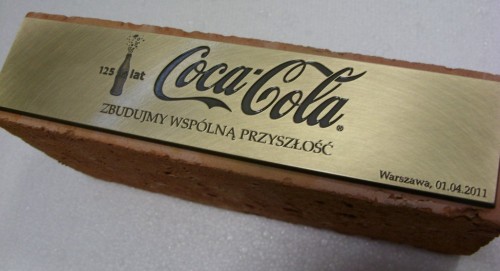 125 lat
Coca-Cola®
ZBUDUJMY WSPÓLNĄ PRZYSZŁOŚĆ
Warszawa, 01.04.2011